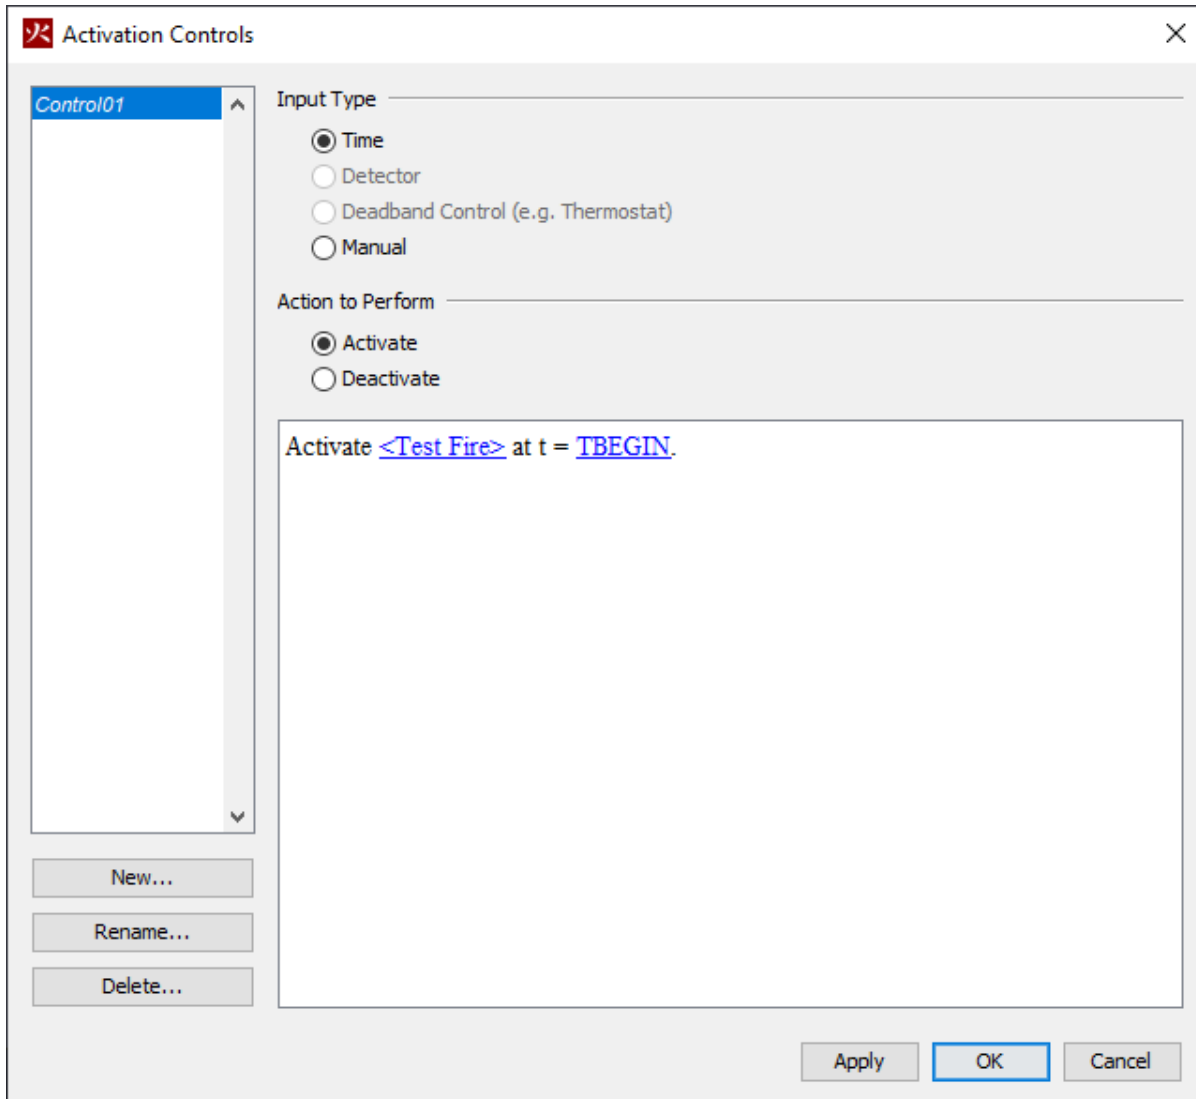 Activation Controls
Control01
Input Type
Time
Detector
Deadband Control (e.g. Thermostat)
Manual
Action to Perform
Activate
Deactivate
Activate <Test Fire> at t = TBEGIN.
New...
Rename...
Delete...
Apply
OK
Cancel